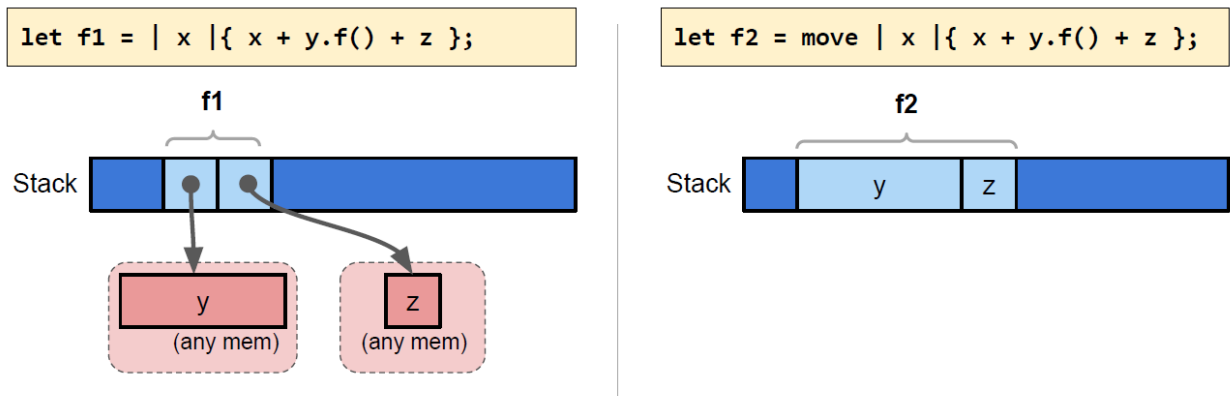 let f1 = | x |{ x + y.f() + z };
f1
Stack
y
(any mem)
z
(any mem)
let f2 = move | x |{ x + y.f() + z };
f2
Stack
y
z